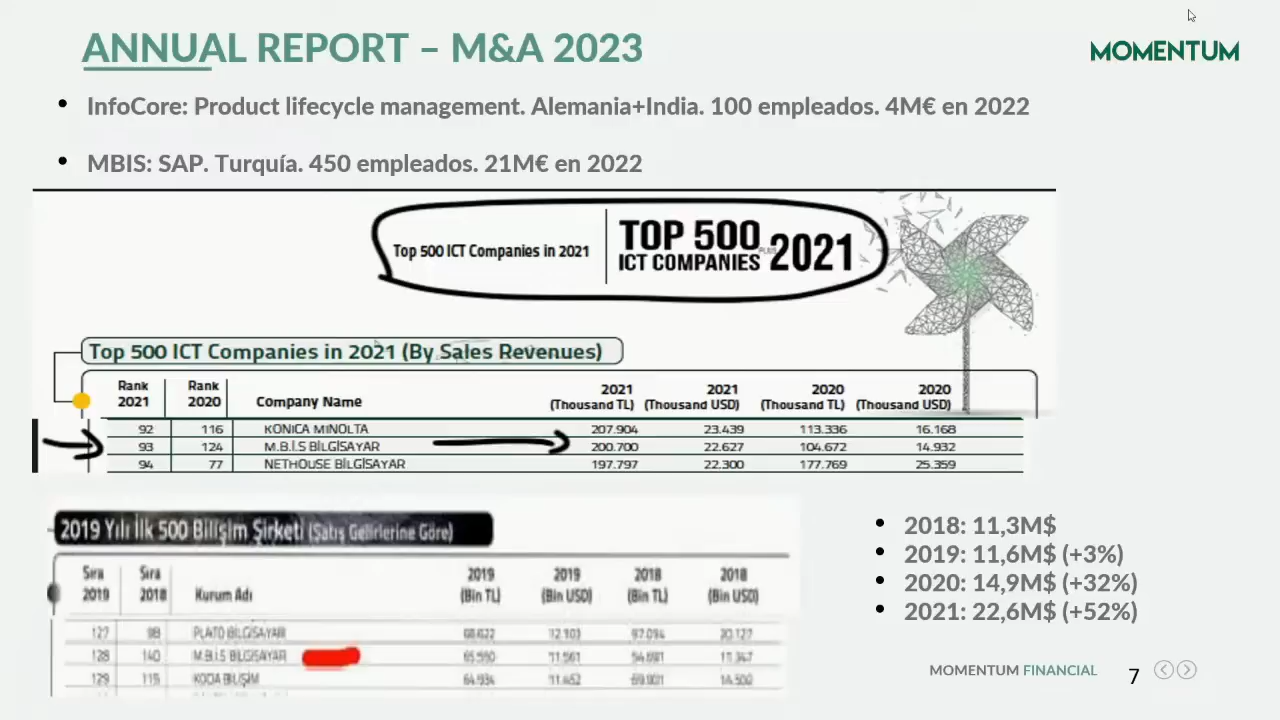 ANNUAL REPORT – M&A 2023
MOMENTUM
• InfoCore: Product lifecycle management. Alemania+India. 100 empleados. 4M€ en 2022
• MBIS: SAP. Turquía. 450 empleados. 21M€ en 2022
Top 500 ICT Companies in 2021
TOP 500
ICT COMPANIES
2021
Top 500 ICT Companies in 2021 (By Sales Revenues)
Rank 2021 Rank 2020 Company Name 2021 (Thousand TL) 2021 (Thousand USD) 2020 (Thousand TL) 2020 (Thousand USD)
92 116 KONICA MINOLTA 207.904 23.439 113.336 16.168
93 124 M.B.İ.S BİLGİSAYAR 200.700 22.627 104.672 14.932
94 77 NETHOUSE BİLGİSAYAR 197.797 22.300 177.769 25.359
2019 Yılı İlk 500 Bilişim Şirketi (Satış Gelirlerine Göre)
Sıra 2019 Sıra 2018 Kurum Adı 2019 (Bin TL) 2019 (Bin USD) 2018 (Bin TL) 2018 (Bin USD)
127 98 PLATO BİLGİSAYAR
128 140 M.B.İ.S BİLGİSAYAR
129 115 KODA BİLİŞİM
• 2018: 11,3M$
• 2019: 11,6M$ (+3%)
• 2020: 14,9M$ (+32%)
• 2021: 22,6M$ (+52%)
MOMENTUM FINANCIAL 7